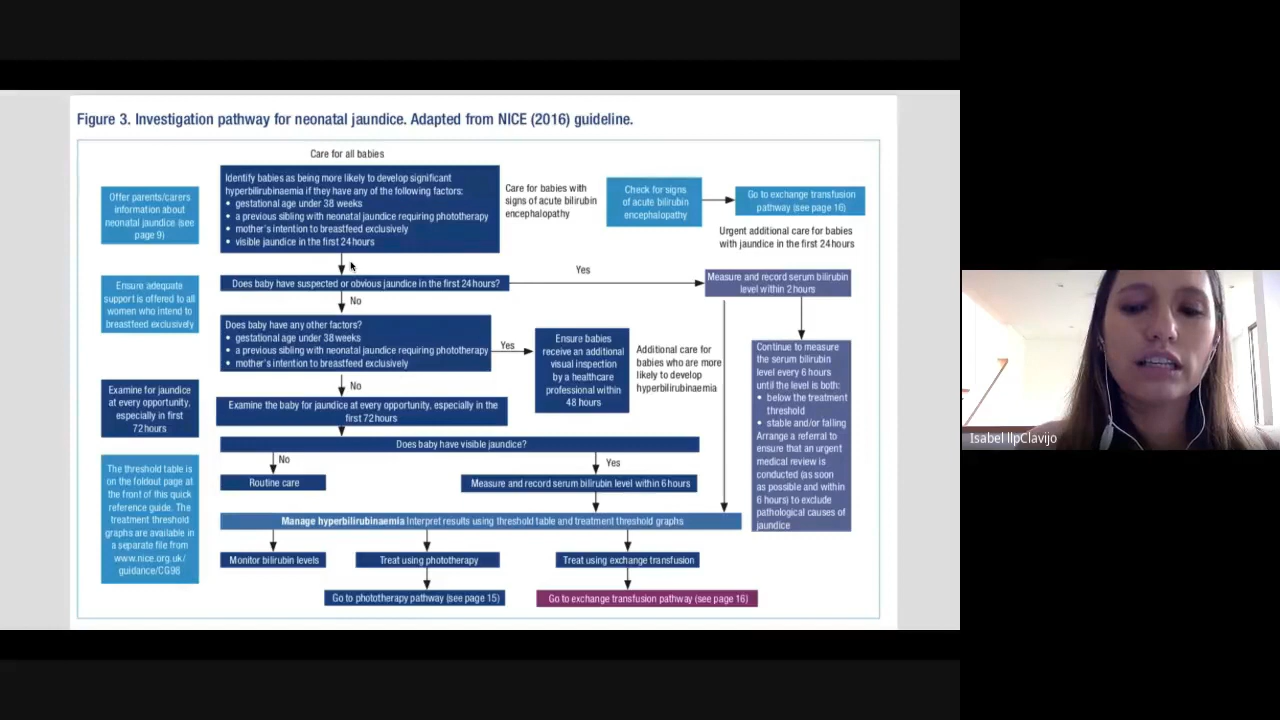 Figure 3. Investigation pathway for neonatal jaundice. Adapted from NICE (2016) guideline.
Care for all babies
Offer parents/carers
information about
neonatal jaundice (see
page 9)
Identify babies as being more likely to develop significant
hyperbilirubinaemia if they have any of the following factors:
• gestational age under 38 weeks
• a previous sibling with neonatal jaundice requiring phototherapy
• mother's intention to breastfeed exclusively
• visible jaundice in the first 24 hours
Care for babies with
signs of acute bilirubin
encephalopathy
Check for signs
of acute bilirubin
encephalopathy
Go to exchange transfusion
pathway (see page 16)
Urgent additional care for babies
with jaundice in the first 24 hours
Ensure adequate
support is offered to all
women who intend to
breastfeed exclusively
Does baby have suspected or obvious jaundice in the first 24 hours?
Yes
Measure and record serum bilirubin
level within 2 hours
No
Does baby have any other factors?
• gestational age under 38 weeks
• a previous sibling with neonatal jaundice requiring phototherapy
• mother's intention to breastfeed exclusively
Yes
Ensure babies
receive an additional
visual inspection
by a healthcare
professional within
48 hours
Additional care for
babies who are more
likely to develop
hyperbilirubinaemia
Continue to measure
the serum bilirubin
level every 6 hours
until the level is both:
• below the treatment
threshold
• stable and/or falling
Arrange a referral to
ensure that an urgent
medical review is
conducted (as soon
as possible and within
6 hours) to exclude
pathological causes of
jaundice
Examine for jaundice
at every opportunity,
especially in first
72 hours
No
Examine the baby for jaundice at every opportunity, especially in the
first 72 hours
Does baby have visible jaundice?
No
Yes
Routine care
Measure and record serum bilirubin level within 6 hours
The threshold table is
on the foldout page at
the front of this quick
reference guide. The
treatment threshold
graphs are available in
a separate file from
www.nice.org.uk/
guidance/CG98
Manage hyperbilirubinaemia Interpret results using threshold table and treatment threshold graphs
Monitor bilirubin levels
Treat using phototherapy
Treat using exchange transfusion
Go to phototherapy pathway (see page 15)
Go to exchange transfusion pathway (see page 16)
Isabel llpClavijo